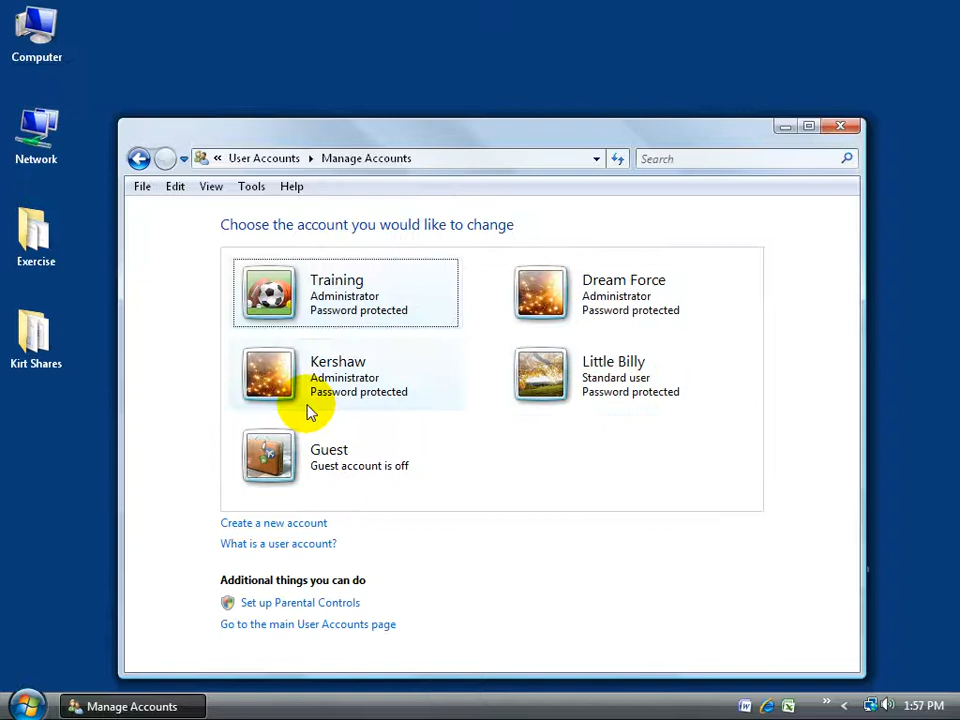 Computer
Network
Exercise
Kirt Shares
« User Accounts Manage Accounts
Search
File Edit View Tools Help
Choose the account you would like to change
Training
Administrator
Password protected
Dream Force
Administrator
Password protected
Kershaw
Administrator
Password protected
Little Billy
Standard user
Password protected
Guest
Guest account is off
Create a new account
What is a user account?
Additional things you can do
Set up Parental Controls
Go to the main User Accounts page
Manage Accounts
1:57 PM